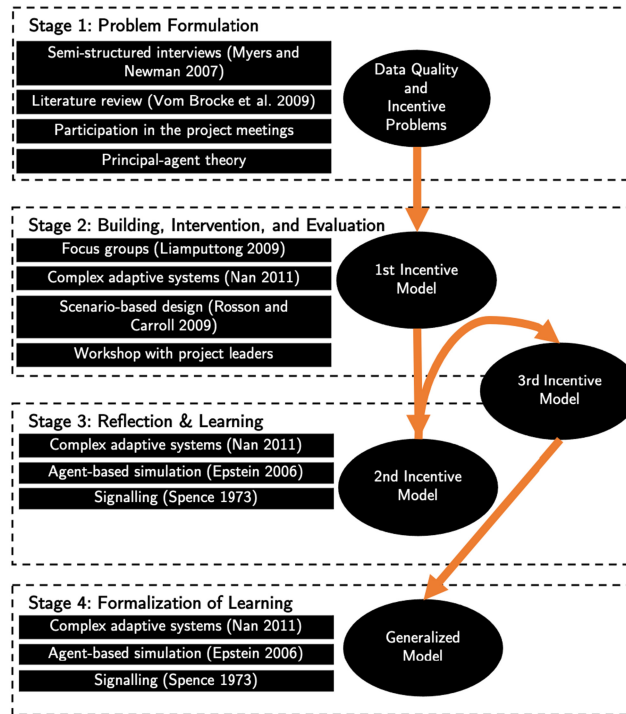 Stage 1: Problem Formulation
Semi-structured interviews (Myers and
Newman 2007)
Literature review (Vom Brocke et al. 2009)
Participation in the project meetings
Principal-agent theory
Data Quality
and
Incentive
Problems
Stage 2: Building, Intervention, and Evaluation
Focus groups (Liamputtong 2009)
Complex adaptive systems (Nan 2011)
Scenario-based design (Rosson and
Carroll 2009)
Workshop with project leaders
1st Incentive
Model
3rd Incentive
Model
Stage 3: Reflection & Learning
Complex adaptive systems (Nan 2011)
Agent-based simulation (Epstein 2006)
Signalling (Spence 1973)
2nd Incentive
Model
Stage 4: Formalization of Learning
Complex adaptive systems (Nan 2011)
Agent-based simulation (Epstein 2006)
Signalling (Spence 1973)
Generalized
Model